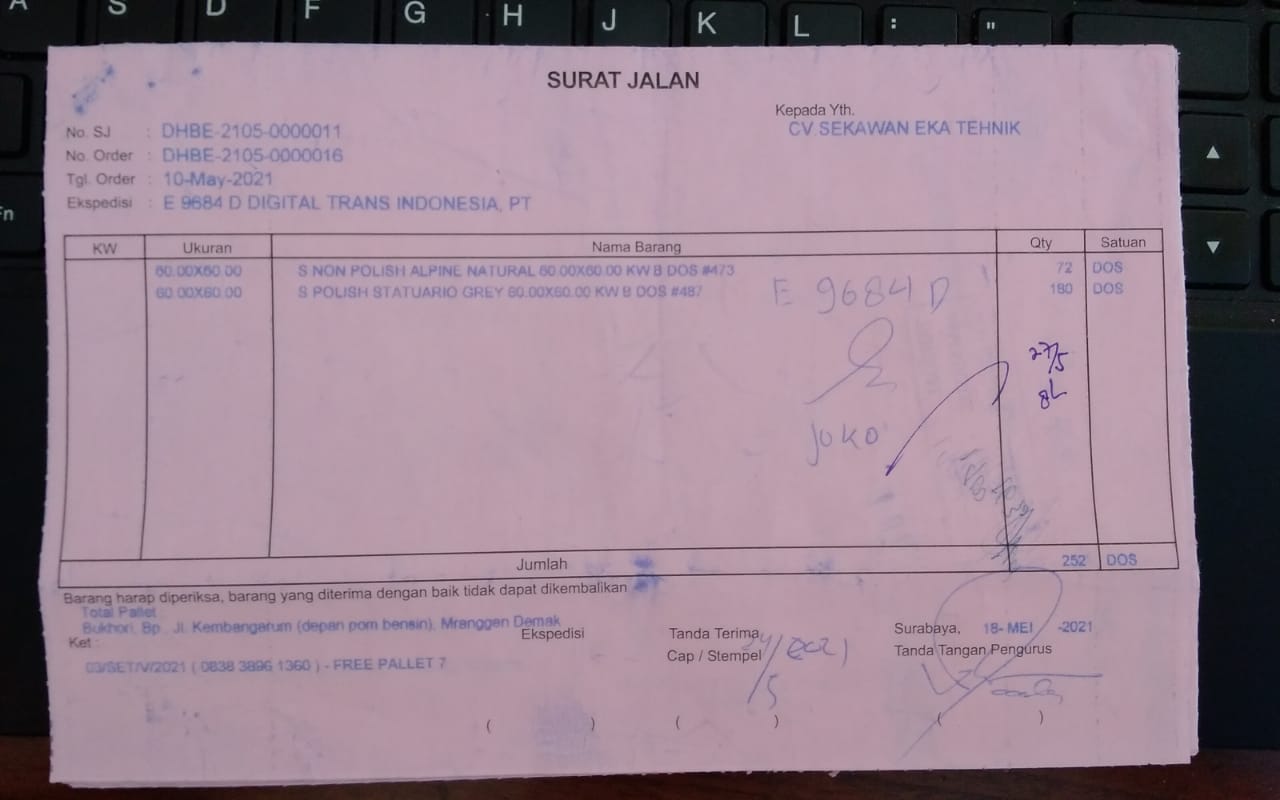 A S D F G H J K L : "
Fn
SURAT JALAN
Kepada Yth.
CV SEKAWAN EKA TEHNIK
No. SJ : DHBE-2105-0000011
No. Order : DHBE-2105-0000016
Tgl. Order : 10-May-2021
Ekspedisi : E 9684 D DIGITAL TRANS INDONESIA, PT
KW Ukuran Nama Barang Qty Satuan
60.00X60.00 S NON POLISH ALPINE NATURAL 60.00X60.00 KW B DOS #473 72 DOS
60.00X60.00 S POLISH STATUARIO GREY 60.00X60.00 KW B DOS #487 180 DOS
E 9684 D
27/5
JOKO
Jumlah 252 DOS
Barang harap diperiksa, barang yang diterima dengan baik tidak dapat dikembalikan
Total Pallet
Bukhori, Bp. Jl. Kembangarum (depan pom bensin), Mranggen Demak
Ket :
03/SET/V/2021 ( 0838 3896 1360 ) - FREE PALLET 7
Ekspedisi
( )
Tanda Terima
Cap / Stempel
/5 2021
( )
Surabaya, 18- MEI -2021
Tanda Tangan Pengurus
( )